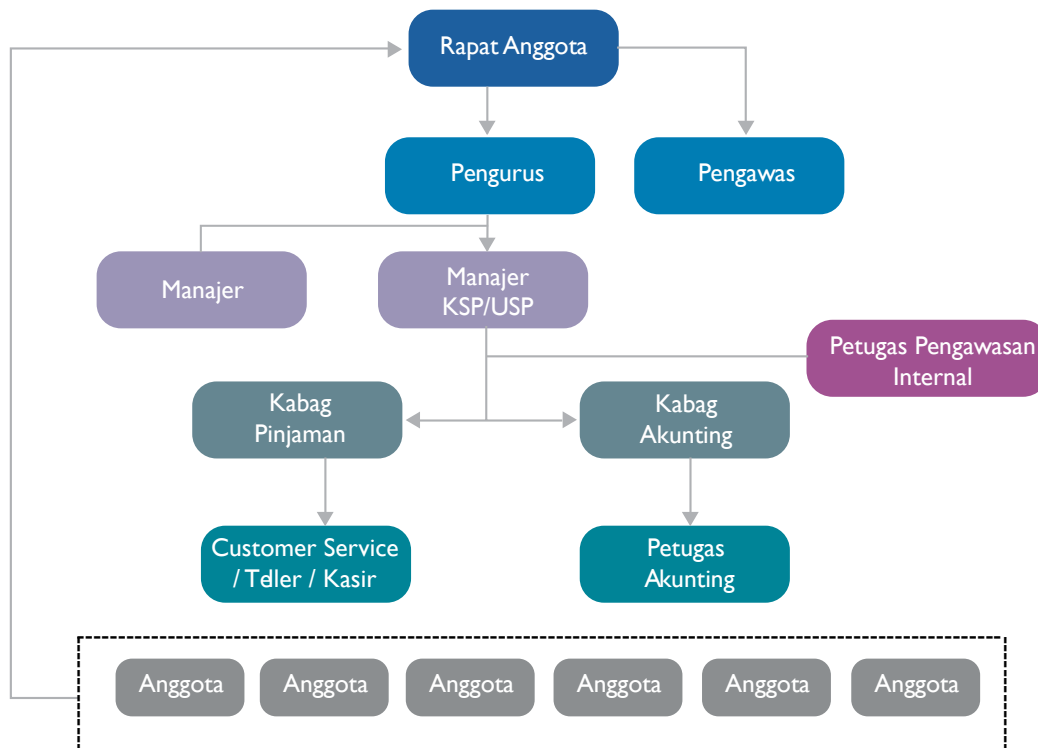 Rapat Anggota
Pengurus
Pengawas
Manajer
Manajer
KSP/USP
Petugas Pengawasan
Internal
Kabag
Pinjaman
Kabag
Akunting
Customer Service
/ Teller / Kasir
Petugas
Akunting
Anggota
Anggota
Anggota
Anggota
Anggota
Anggota